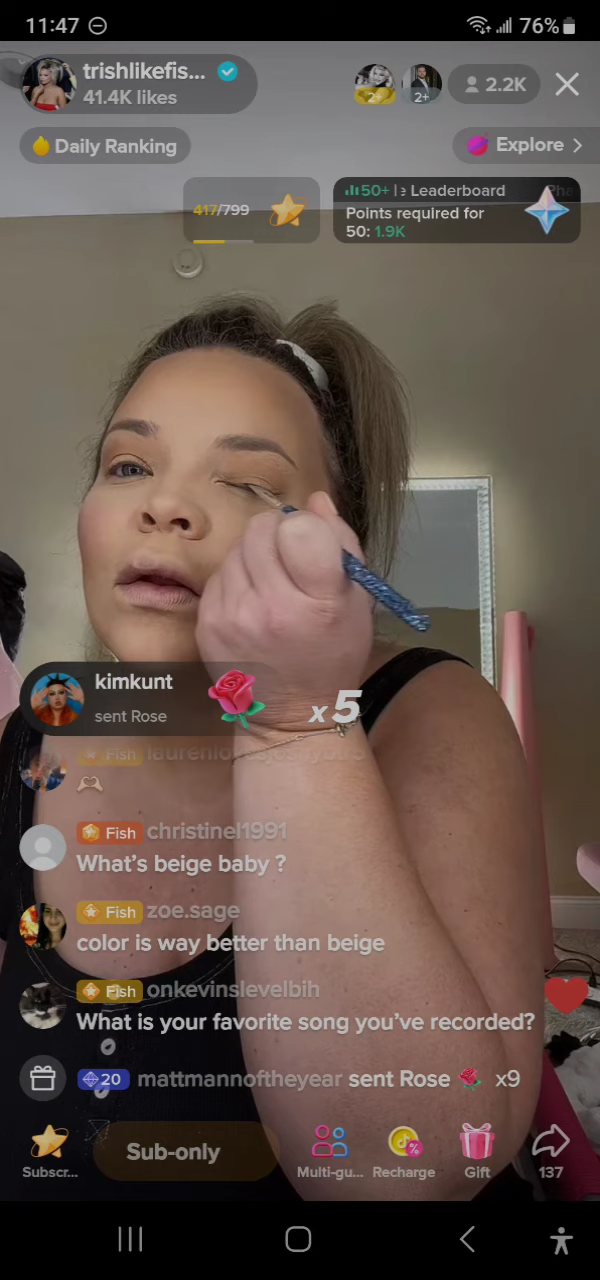 11:47
76%
trishlikefis...
41.4K likes
2+
2.2K
Daily Ranking
Explore
417/799
50+
Leaderboard
Points required for
50: 1.9K
kimkunt
sent Rose
x5
Fish
christinel1991
What's beige baby ?
Fish zoe.sage
color is way better than beige
Fish onkevinslevelbih
What is your favorite song you've recorded?
20 mattmannoftheyear sent Rose x9
Sub-only
Subscr...
Multi-gu...
Recharge
Gift
137